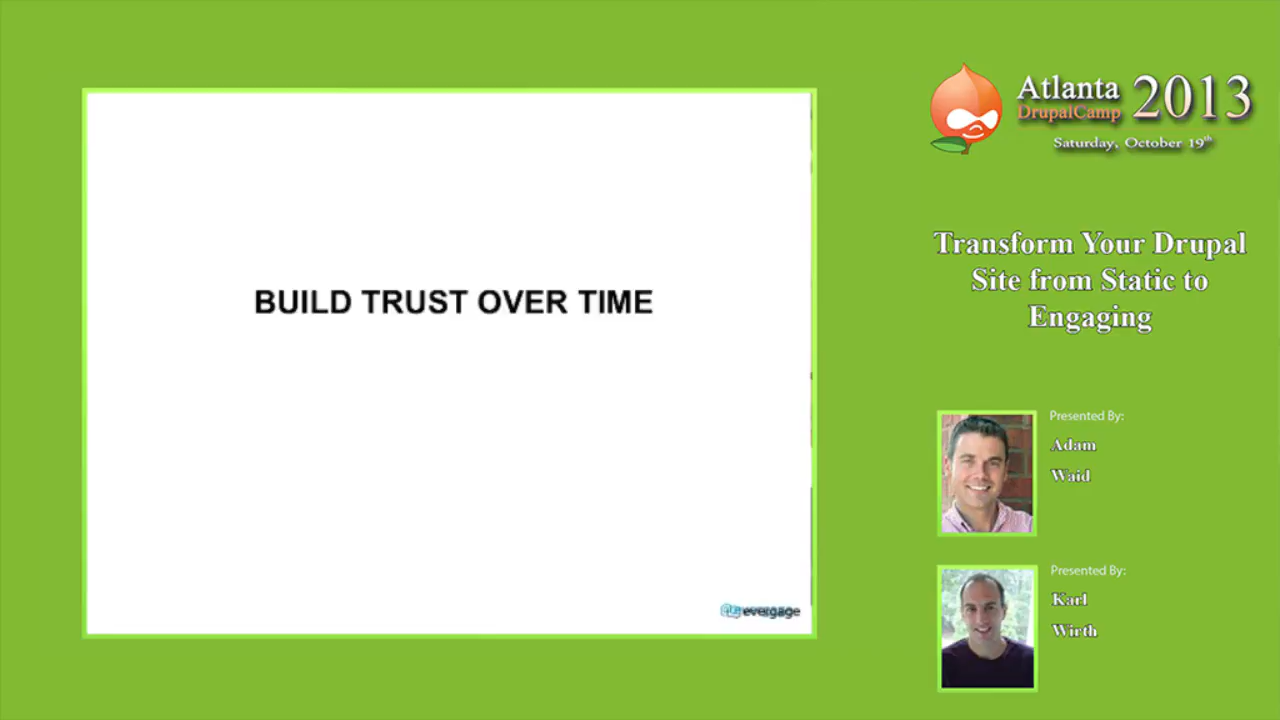 BUILD TRUST OVER TIME
evergage
Atlanta
DrupalCamp
2013
Saturday, October 19th
Transform Your Drupal
Site from Static to
Engaging
Presented By:
Adam
Waid
Presented By:
Karl
Wirth